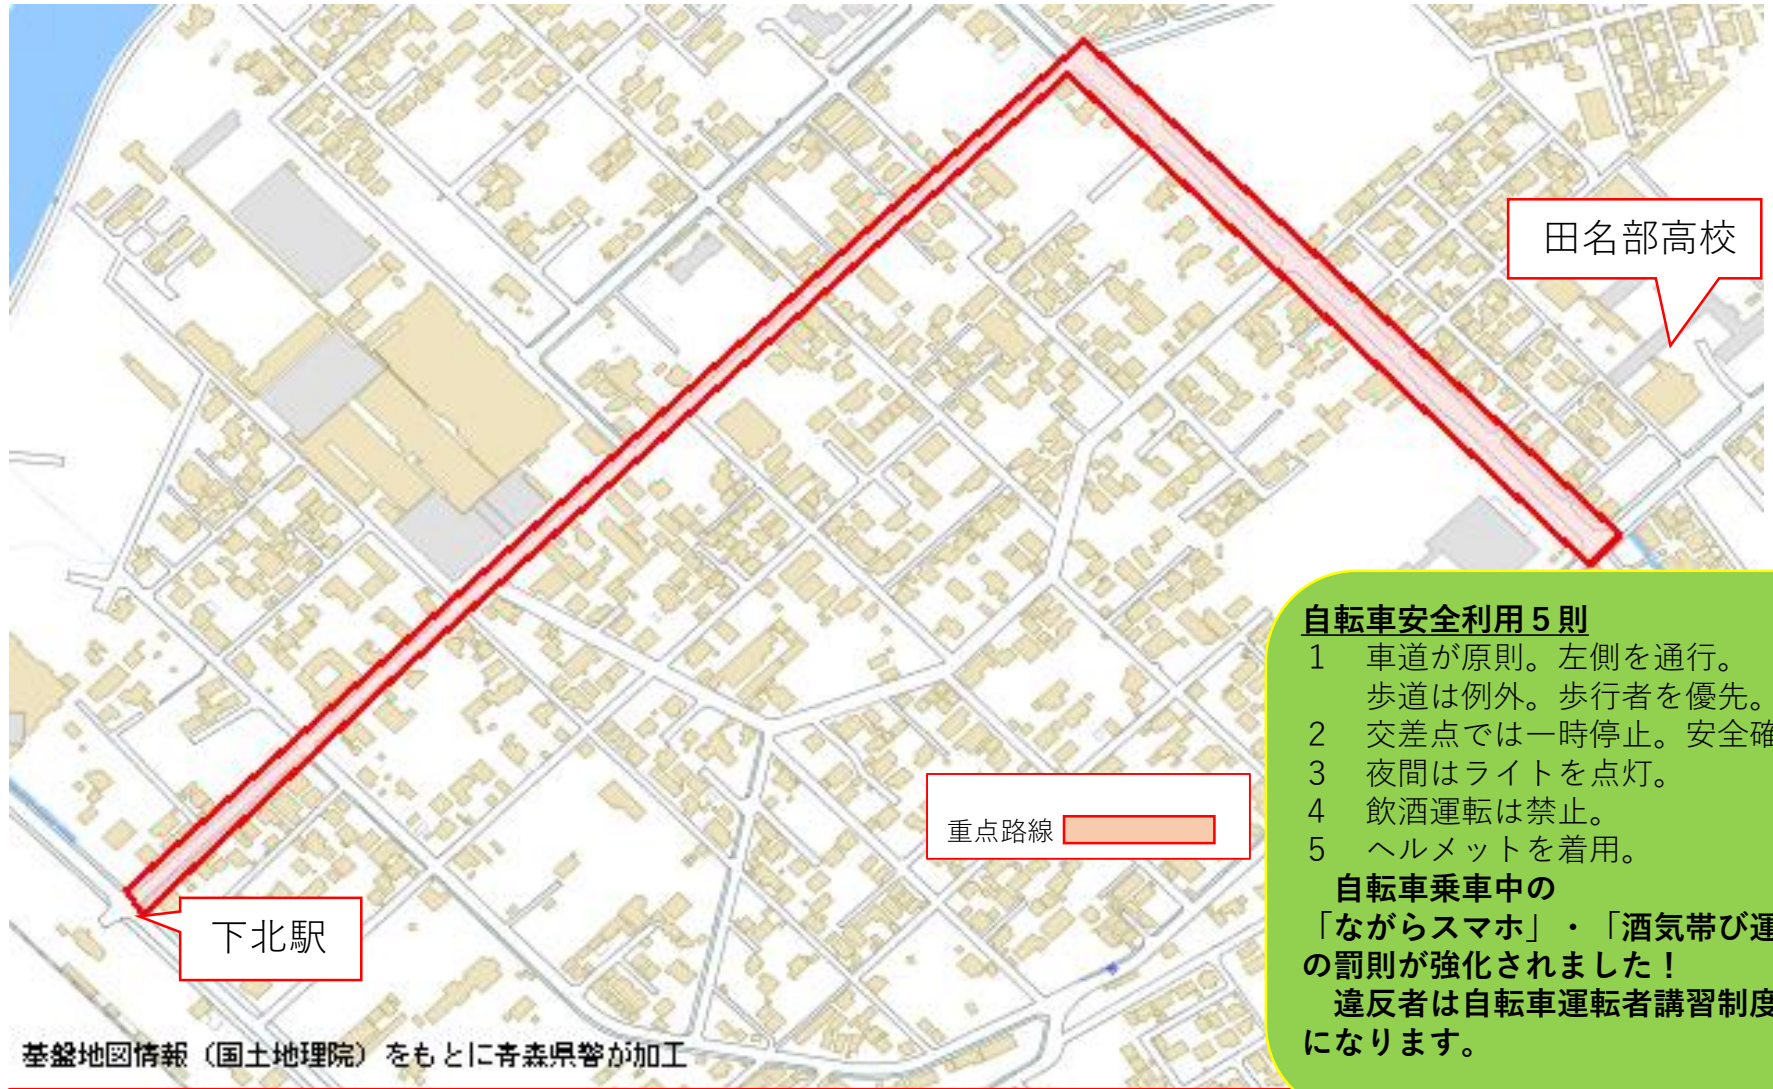 田名部高校
自転車安全利用５則
1 車道が原則。左側を通行。
歩道は例外。歩行者を優先。
2 交差点では一時停止。安全確
3 夜間はライトを点灯。
4 飲酒運転は禁止。
5 ヘルメットを着用。
自転車乗車中の
「ながらスマホ」・「酒気帯び運
の罰則が強化されました！
違反者は自転車運転者講習制度
になります。
重点路線
下北駅
基盤地図情報（国土地理院）をもとに青森県警が加工